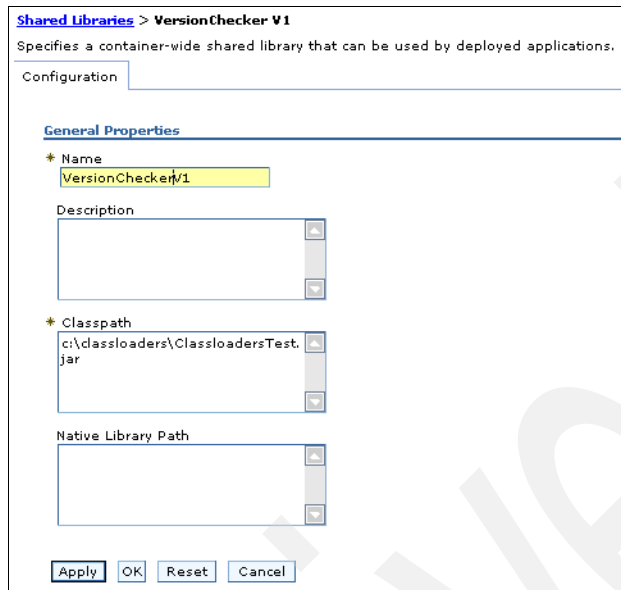 Shared Libraries > VersionChecker V1
Specifies a container-wide shared library that can be used by deployed applications.
Configuration
General Properties
* Name
VersionCheckerV1
Description
* Classpath
c:\classloaders\ClassloadersTest.
jar
Native Library Path
Apply OK Reset Cancel